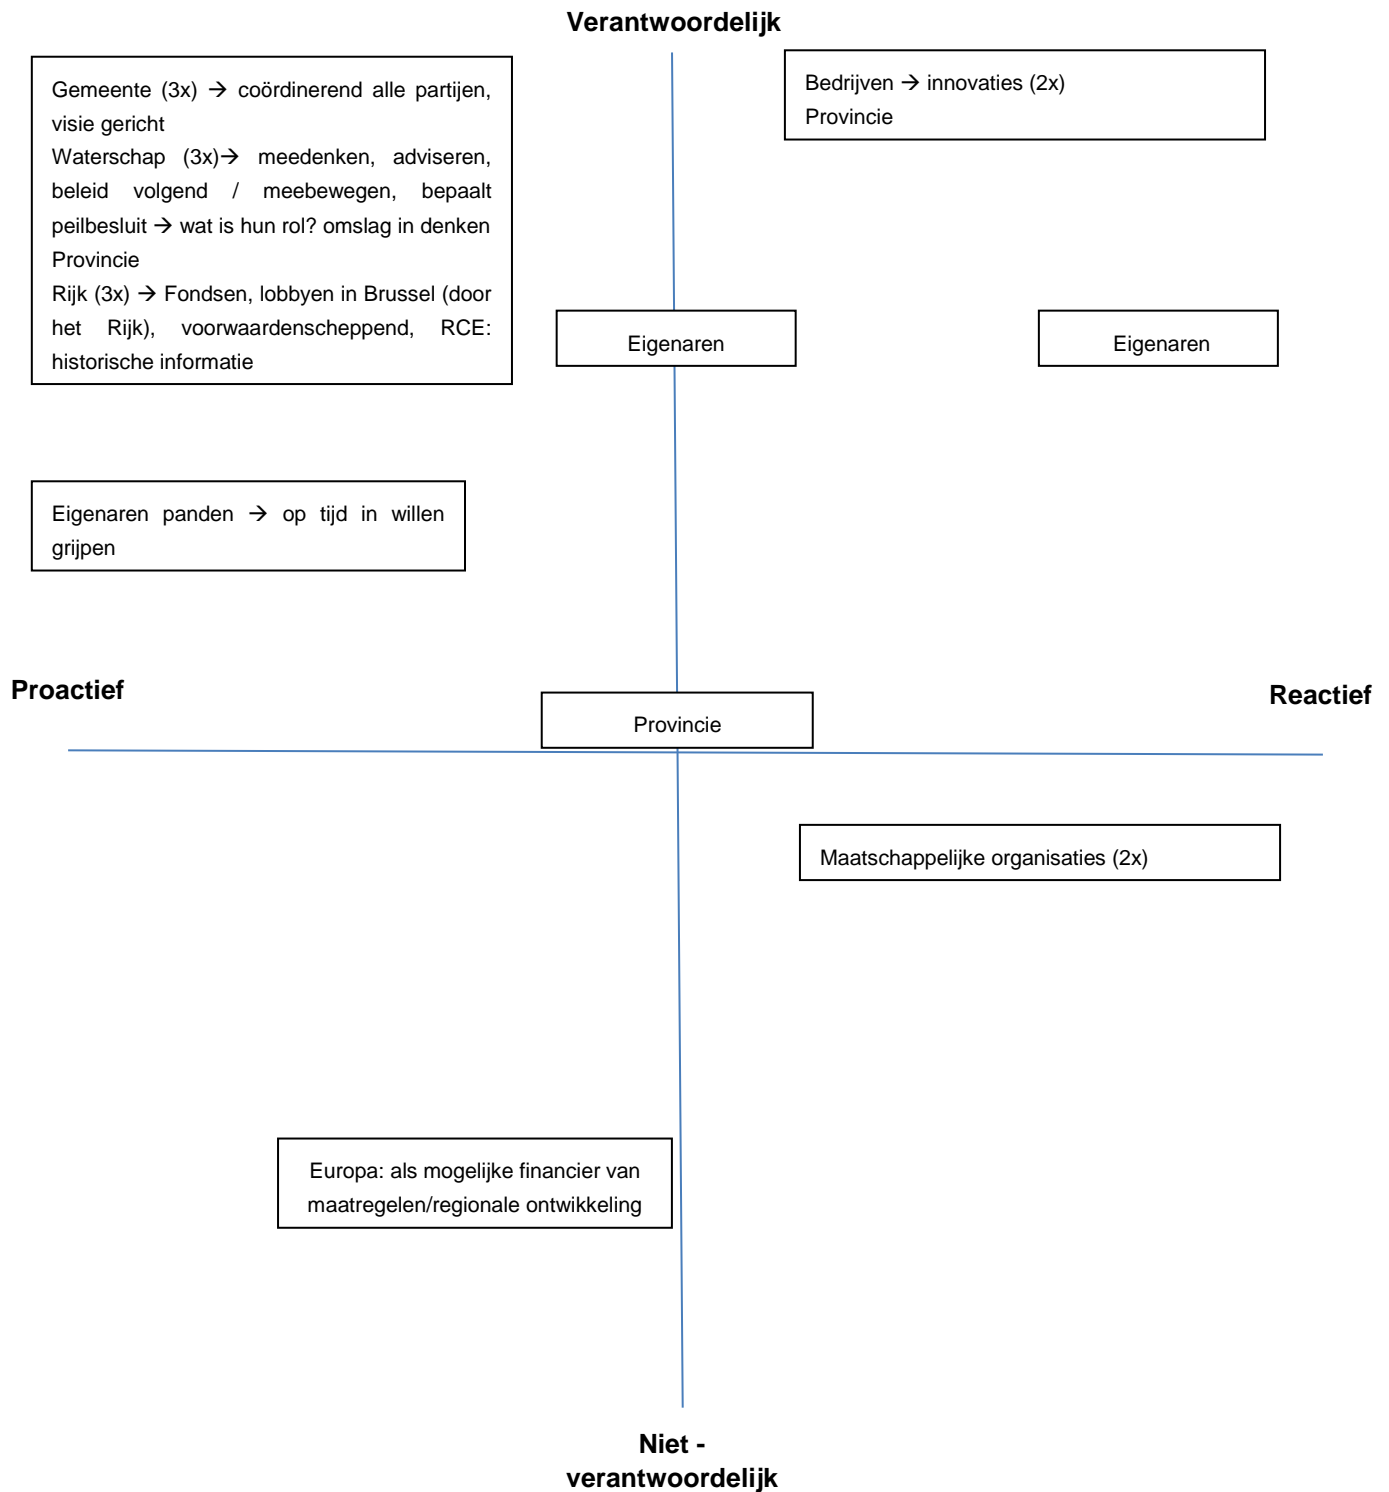 Verantwoordelijk
Gemeente (3x) → coördinerend alle partijen,
visie gericht
Waterschap (3x)→ meedenken, adviseren,
beleid volgend / meebewegen, bepaalt
peilbesluit → wat is hun rol? omslag in denken
Provincie
Rijk (3x) → Fondsen, lobbyen in Brussel (door
het Rijk), voorwaardenscheppend, RCE:
historische informatie
Bedrijven → innovaties (2x)
Provincie
Eigenaren
Eigenaren
Eigenaren panden → op tijd in willen
grijpen
Proactief
Reactief
Provincie
Maatschappelijke organisaties (2x)
Europa: als mogelijke financier van
maatregelen/regionale ontwikkeling
Niet -
verantwoordelijk